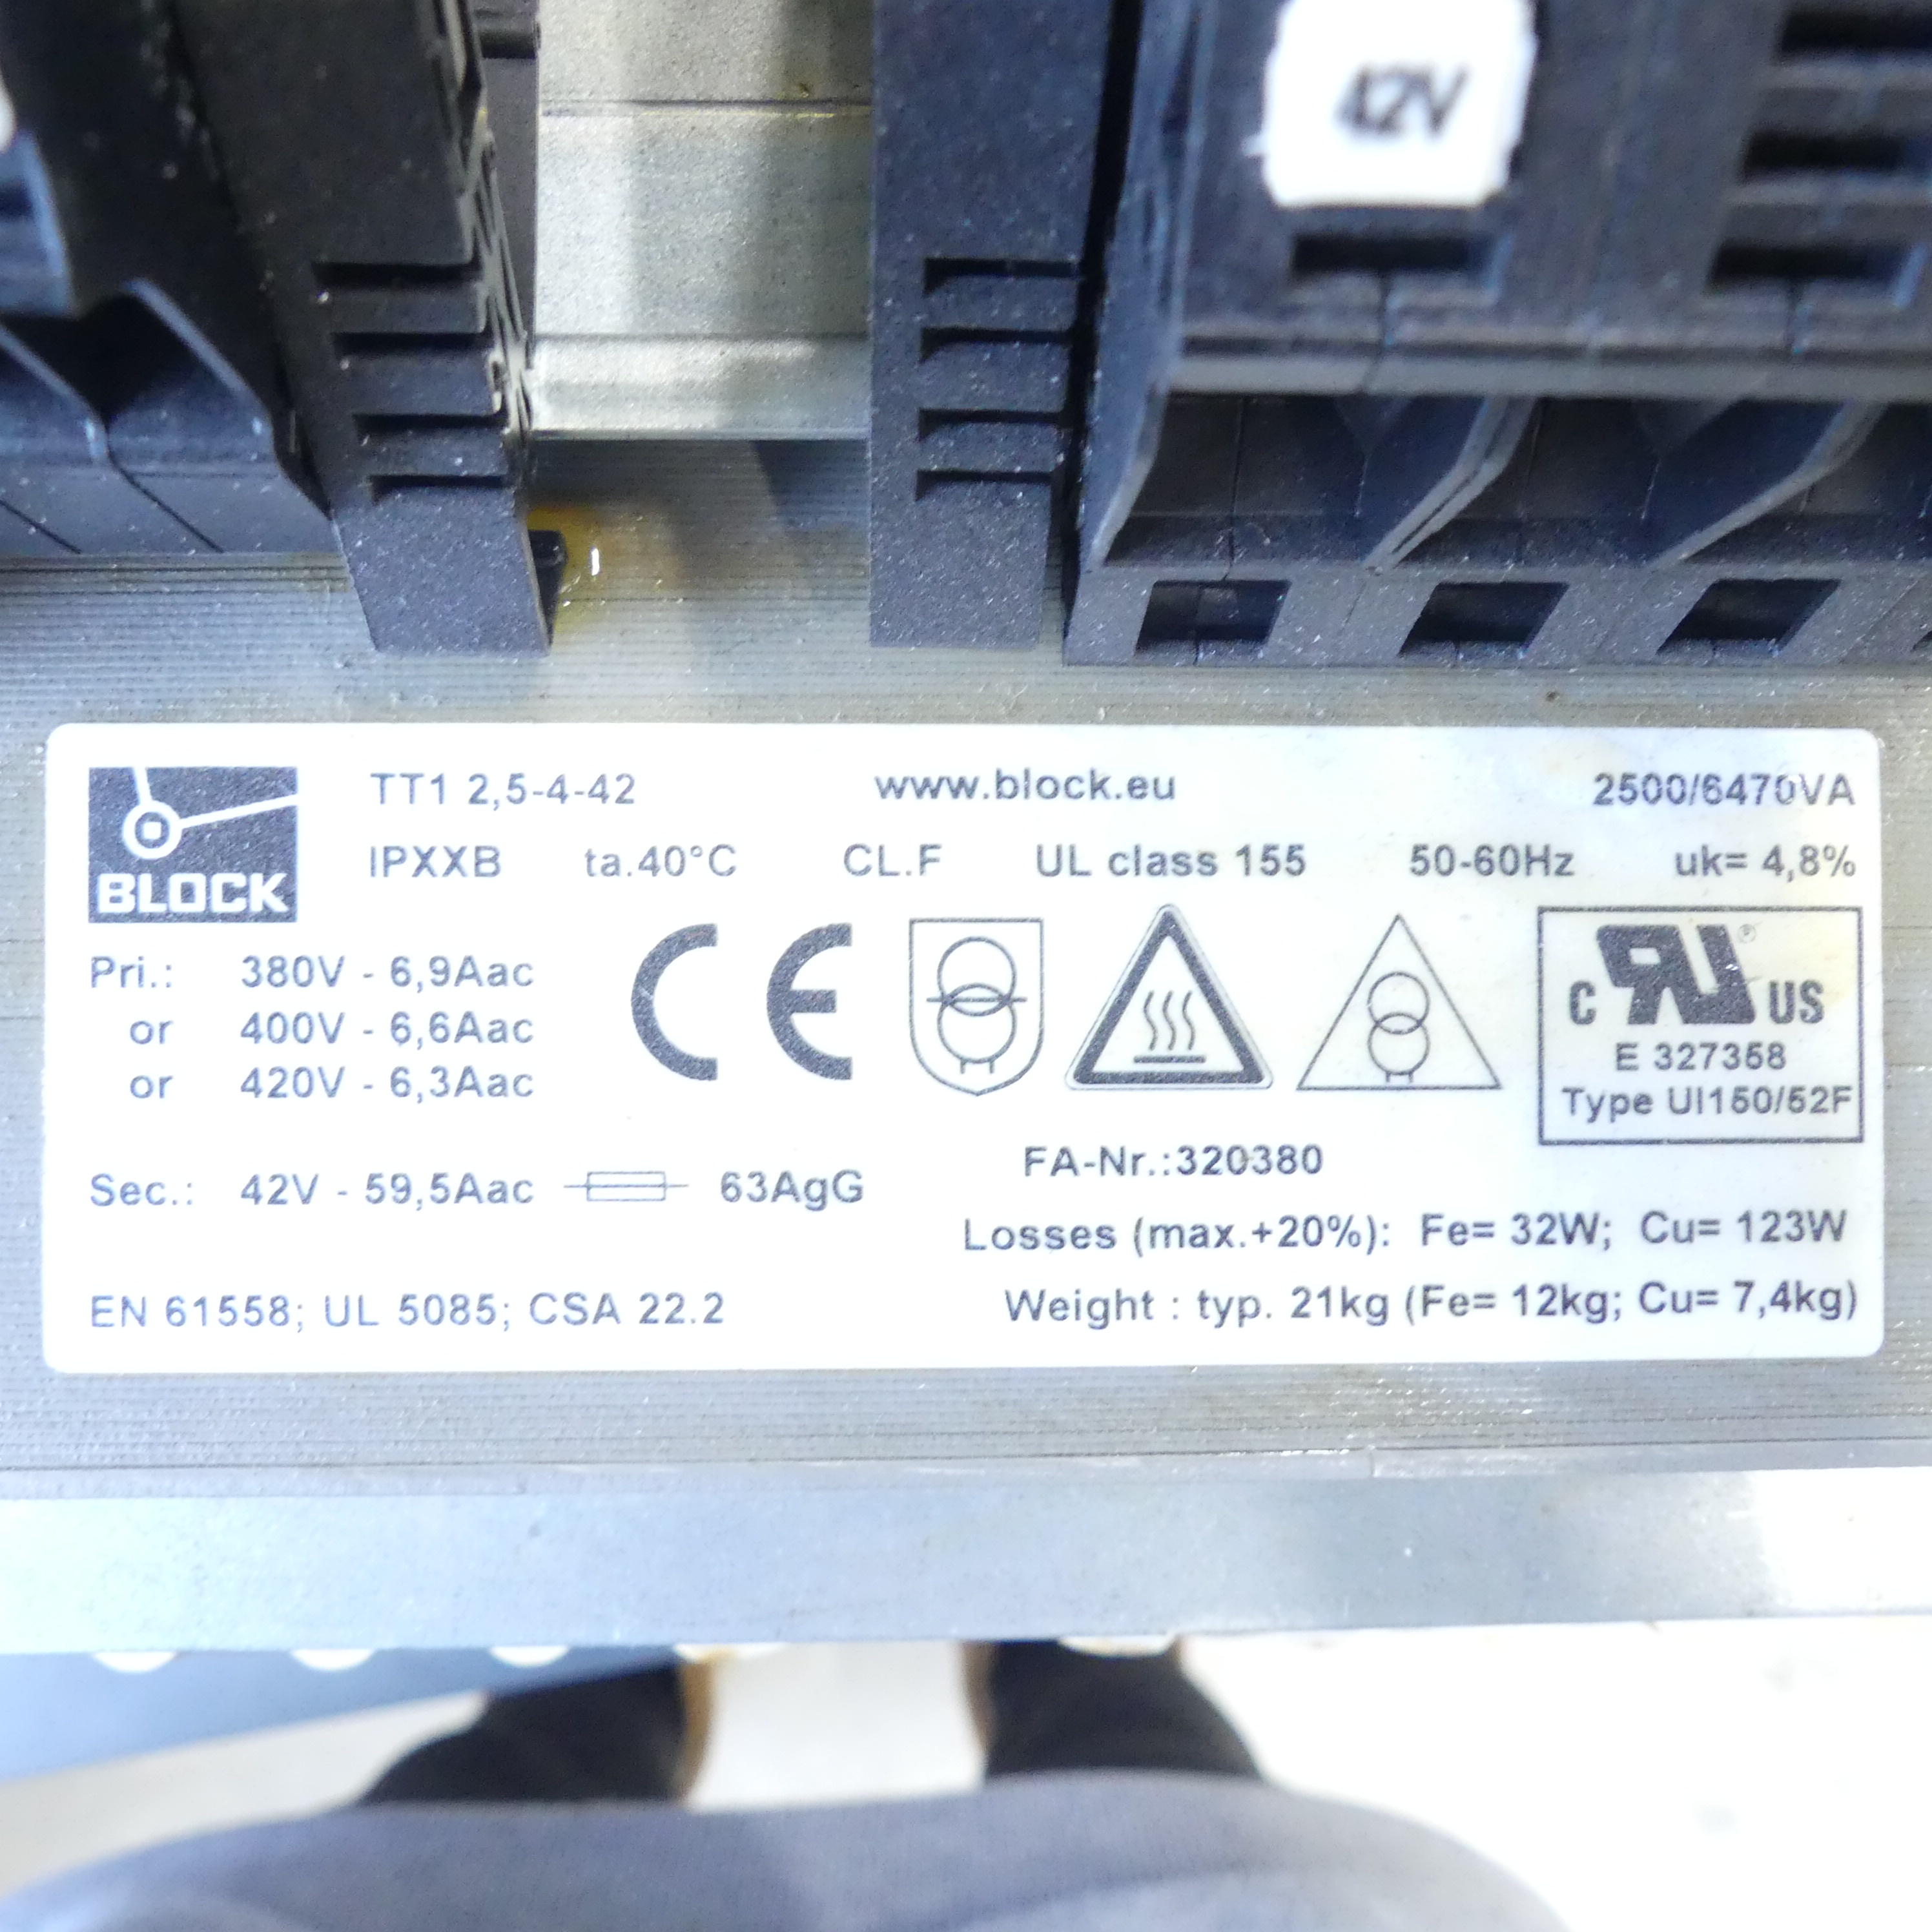 42V
BLOCK
TT1 2,5-4-42 www.block.eu 2500/6470VA
IPXXB ta.40°C CL.F UL class 155 50-60Hz uk= 4,8%
Pri.: 380V - 6,9Aac
or 400V - 6,6Aac
or 420V - 6,3Aac
CE
C RU® US
E 327358
Type UI150/52F
Sec.: 42V - 59,5Aac 63AgG
FA-Nr.:320380
Losses (max.+20%): Fe= 32W; Cu= 123W
EN 61558; UL 5085; CSA 22.2
Weight : typ. 21kg (Fe= 12kg; Cu= 7,4kg)